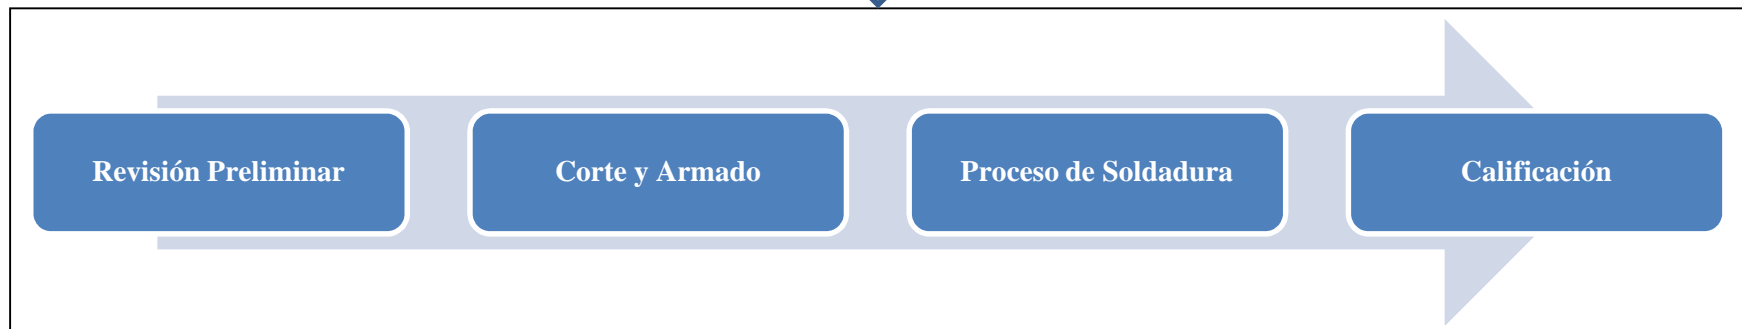 Revisión Preliminar
Corte y Armado
Proceso de Soldadura
Calificación